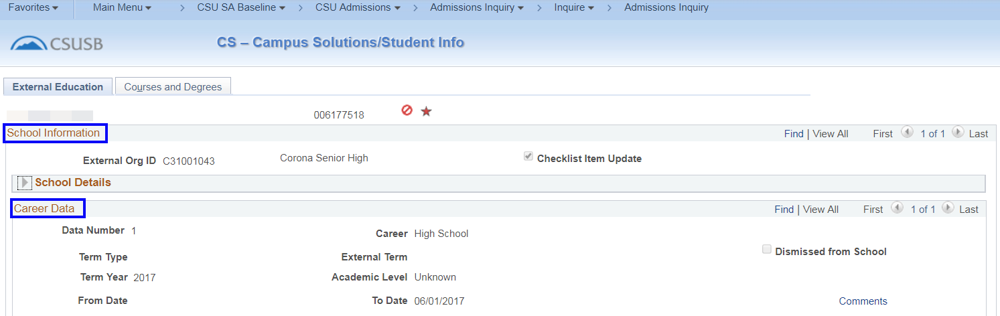 Favorites Main Menu > CSU SA Baseline > CSU Admissions > Admissions Inquiry > Inquire > Admissions Inquiry
CSUSB CS – Campus Solutions/Student Info
External Education Courses and Degrees
006177518
School Information Find | View All First 1 of 1 Last
External Org ID C31001043 Corona Senior High Checklist Item Update
School Details
Career Data Find | View All First 1 of 1 Last
Data Number 1 Career High School
Dismissed from School
Term Type External Term
Term Year 2017 Academic Level Unknown
From Date To Date 06/01/2017 Comments